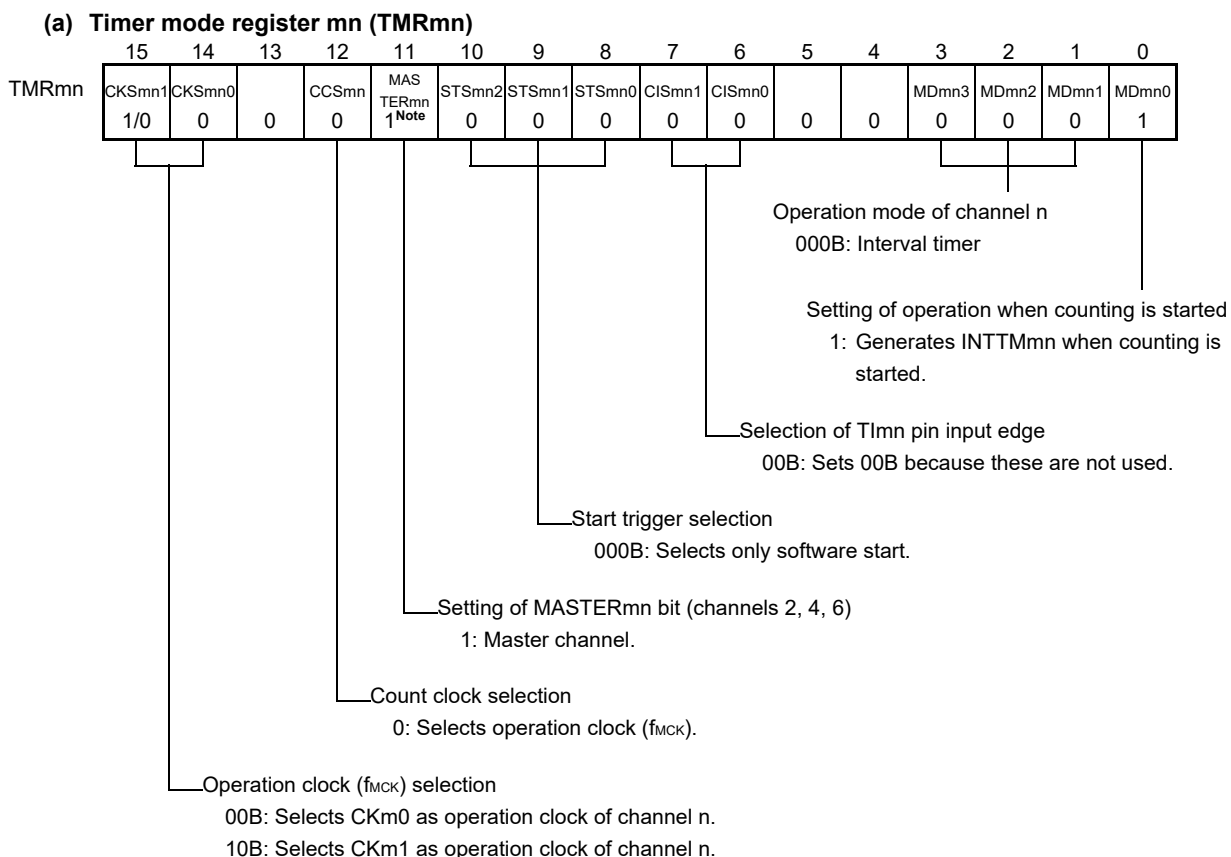 (a) Timer mode register mn (TMRmn)
15 14 13 12 11 10 9 8 7 6 5 4 3 2 1 0
TMRmn CKSmn1 CKSmn0 CCSmn MAS TERmn STSmn2 STSmn1 STSmn0 CISmn1 CISmn0 MDmn3 MDmn2 MDmn1 MDmn0
1/0 0 0 0 1Note 0 0 0 0 0 0 0 0 0 0 1
Operation mode of channel n
000B: Interval timer
Setting of operation when counting is started
1: Generates INTTMmn when counting is
started.
Selection of TImn pin input edge
00B: Sets 00B because these are not used.
Start trigger selection
000B: Selects only software start.
Setting of MASTERmn bit (channels 2, 4, 6)
1: Master channel.
Count clock selection
0: Selects operation clock (fMCK).
Operation clock (fMCK) selection
00B: Selects CKm0 as operation clock of channel n.
10B: Selects CKm1 as operation clock of channel n.